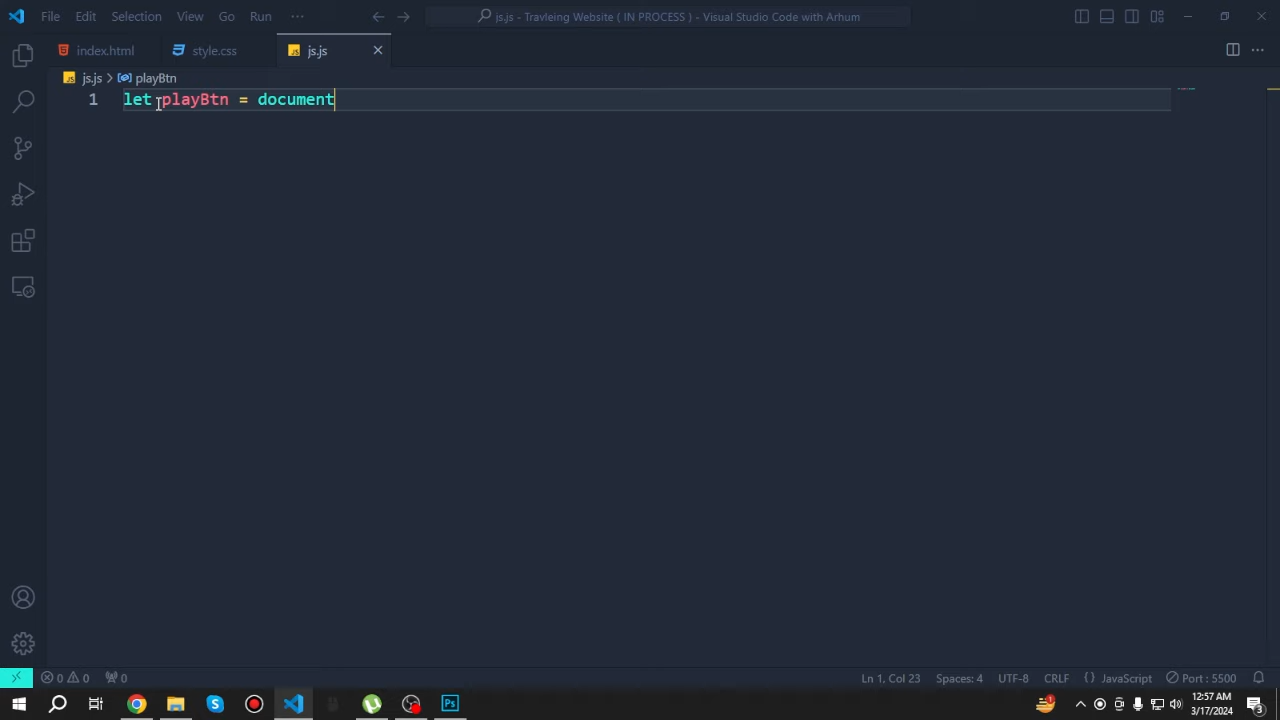 File Edit Selection View Go Run ···
js.js - Travleing Website ( IN PROCESS ) - Visual Studio Code with Arhum
index.html style.css js.js
js.js > playBtn
1 let playBtn = document
0 0 0 Ln 1, Col 23 Spaces: 4 UTF-8 CRLF {} JavaScript Port : 5500
12:57 AM
3/17/2024